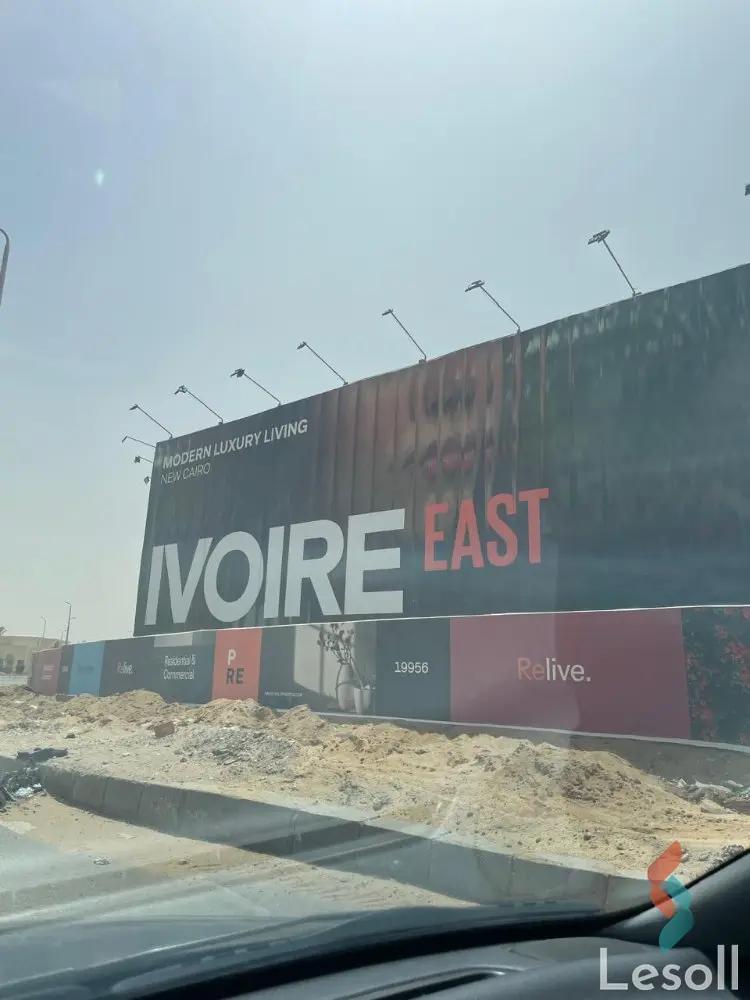 MODERN LUXURY LIVING
NEW CAIRO
IVOIRE EAST
Relive.
Residential &
Commercial
P
RE
19956
Relive.
Lesoll